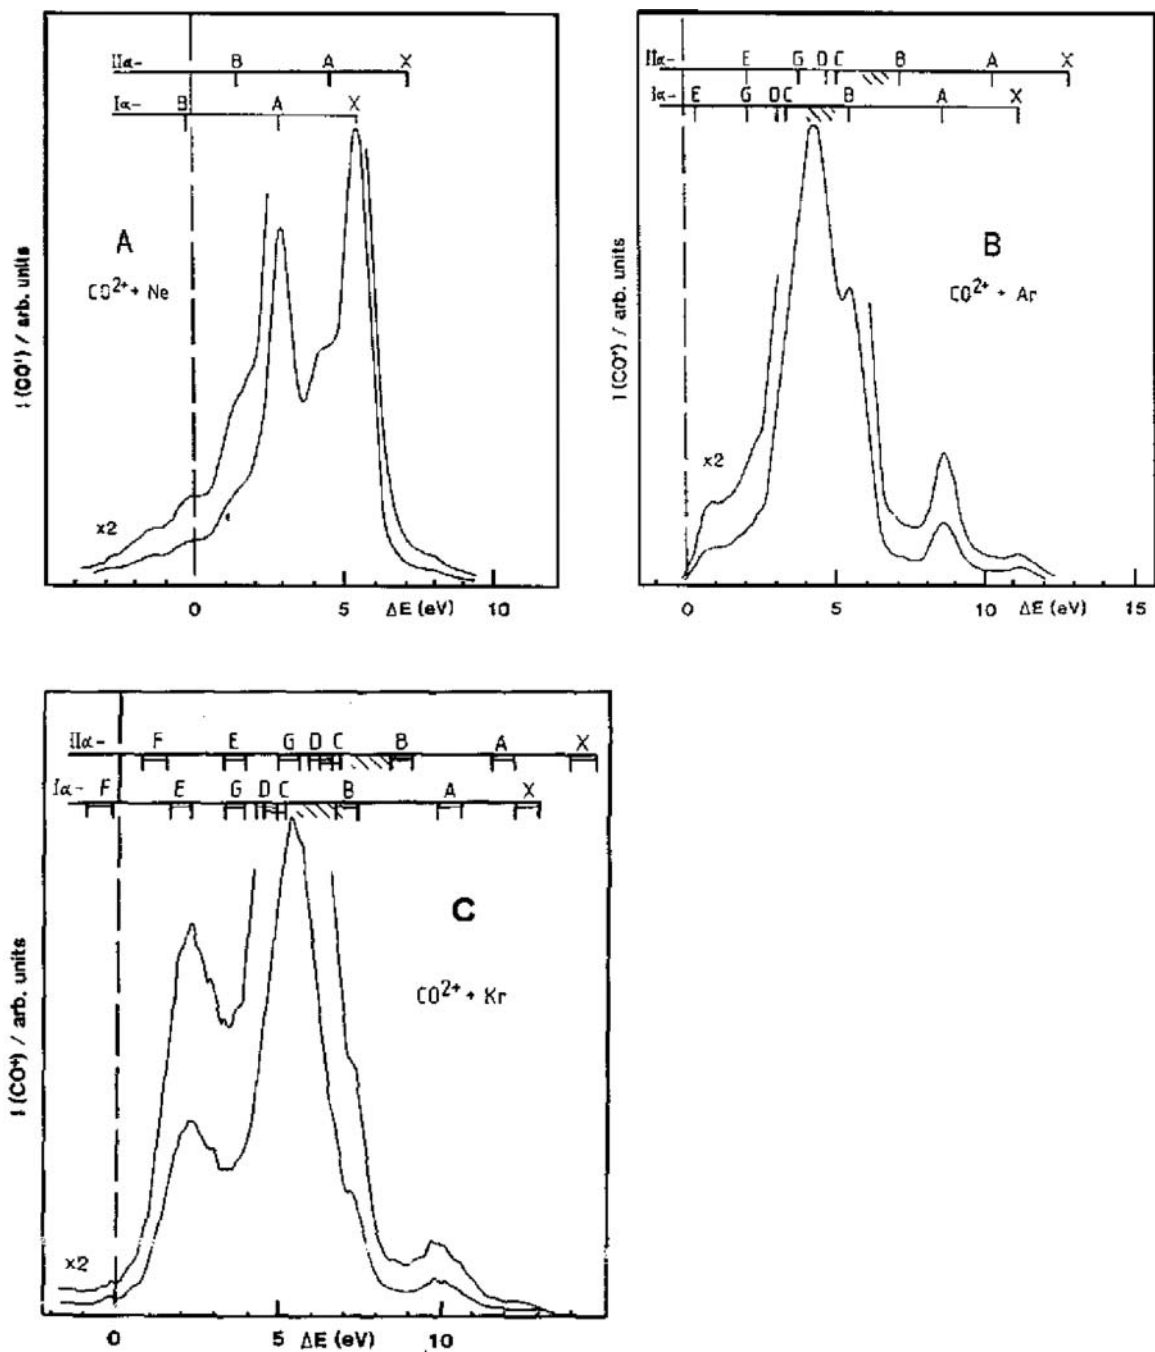 IIα- B A X
Iα- B A X
A
CO2+ + Ne
I (CO+) / arb. units
x2
0 5 ΔE (eV) 10
IIα- E G D C B A X
Iα- E G D C B A X
B
CO2+ + Ar
I (CO+) / arb. units
x2
0 5 10 ΔE (eV) 15
IIα- F E G D C B A X
Iα- F E G D C B A X
C
CO2+ + Kr
I (CO+) / arb. units
x2
0 5 ΔE (eV) 10